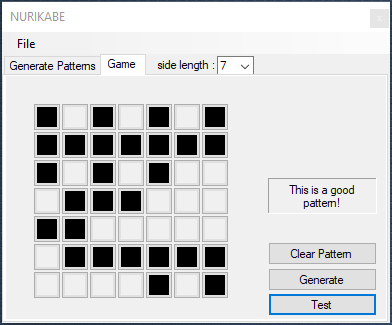 NURIKABE
File
Generate Patterns
Game
side length :
7
This is a good
pattern!
Clear Pattern
Generate
Test